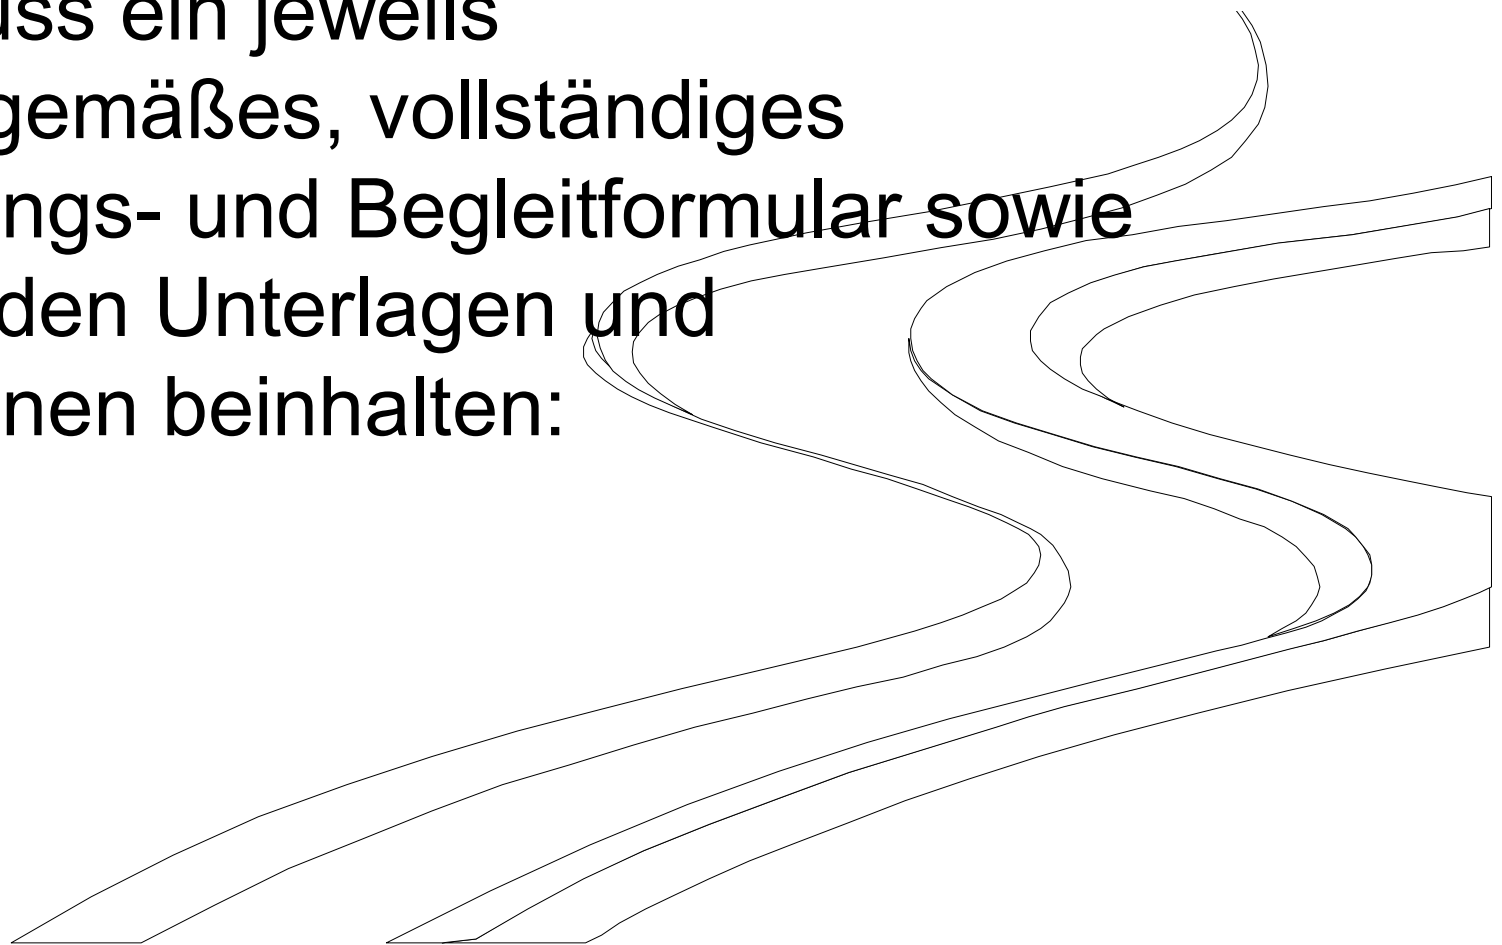 uss ein jeweils
gemäßes, vollständiges
ngs- und Begleitformular sowie
den Unterlagen und
nen beinhalten: